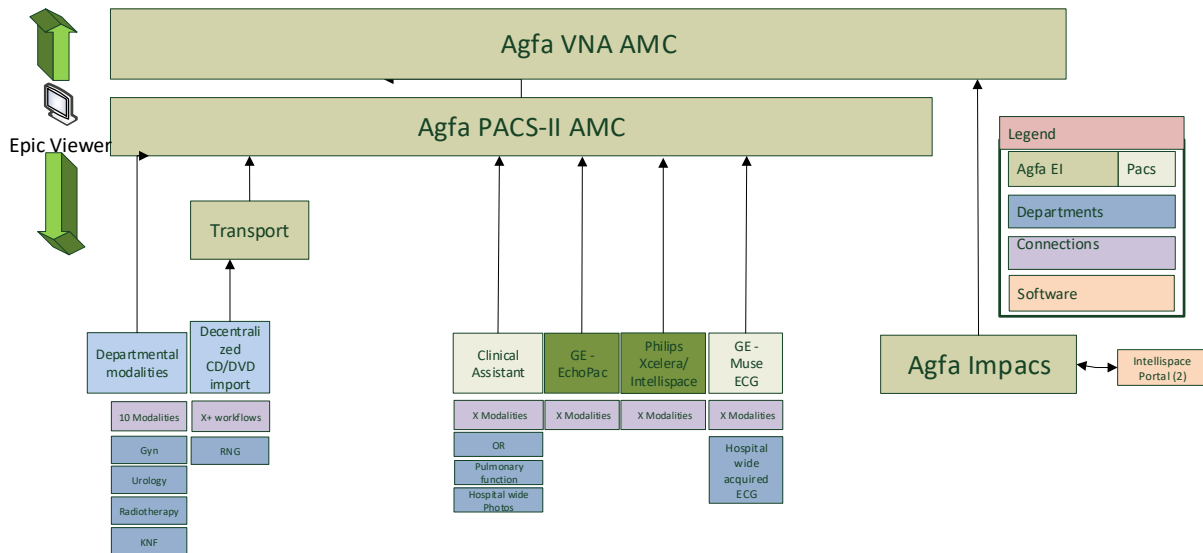 Agfa VNA AMC
Agfa PACS-II AMC
Epic Viewer
Legend
Agfa EI
Pacs
Departments
Connections
Software
Transport
Departmental
modalities
Decentrali
zed
CD/DVD
import
Clinical
Assistant
GE -
EchoPac
Philips
Xcelera/
Intellispace
GE -
Muse
ECG
Agfa Impacs
Intellispace
Portal (2)
10 Modalities
X+ workflows
X Modalities
X Modalities
X Modalities
X Modalities
Gyn
RNG
OR
Hospital
wide
acquired
ECG
Urology
Pulmonary
function
Radiotherapy
Hospital wide
Photos
KNF